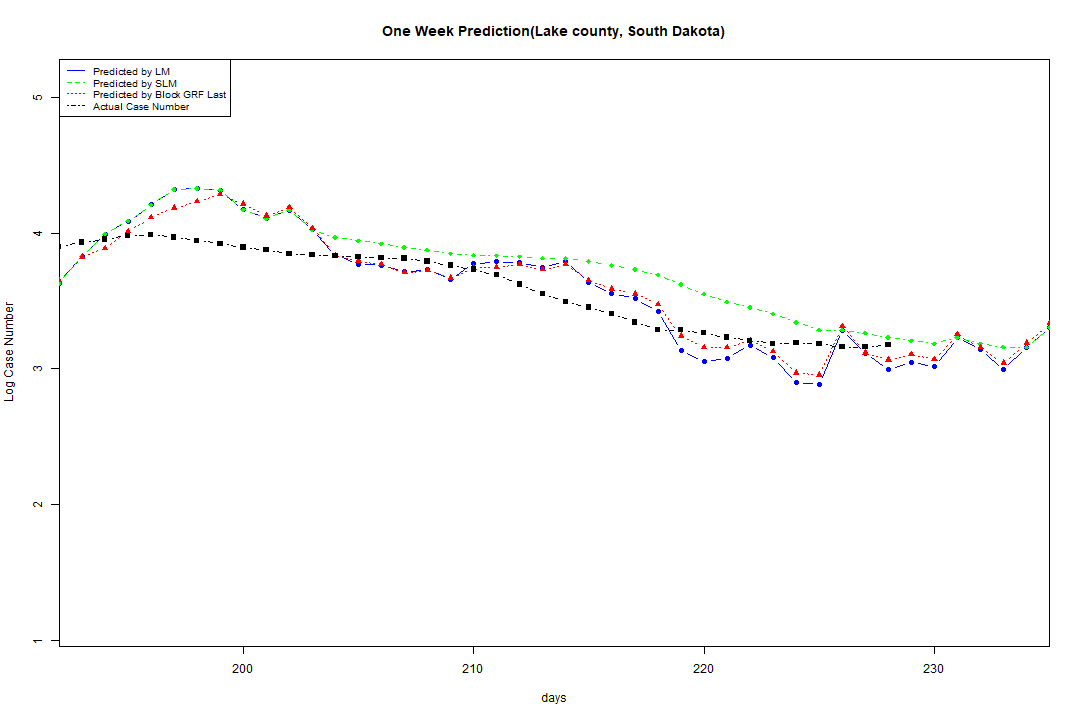 One Week Prediction(Lake county, South Dakota)
Predicted by LM
Predicted by SLM
Predicted by Block GRF Last
Actual Case Number
5
4
3
2
1
Log Case Number
200 210 220 230
days